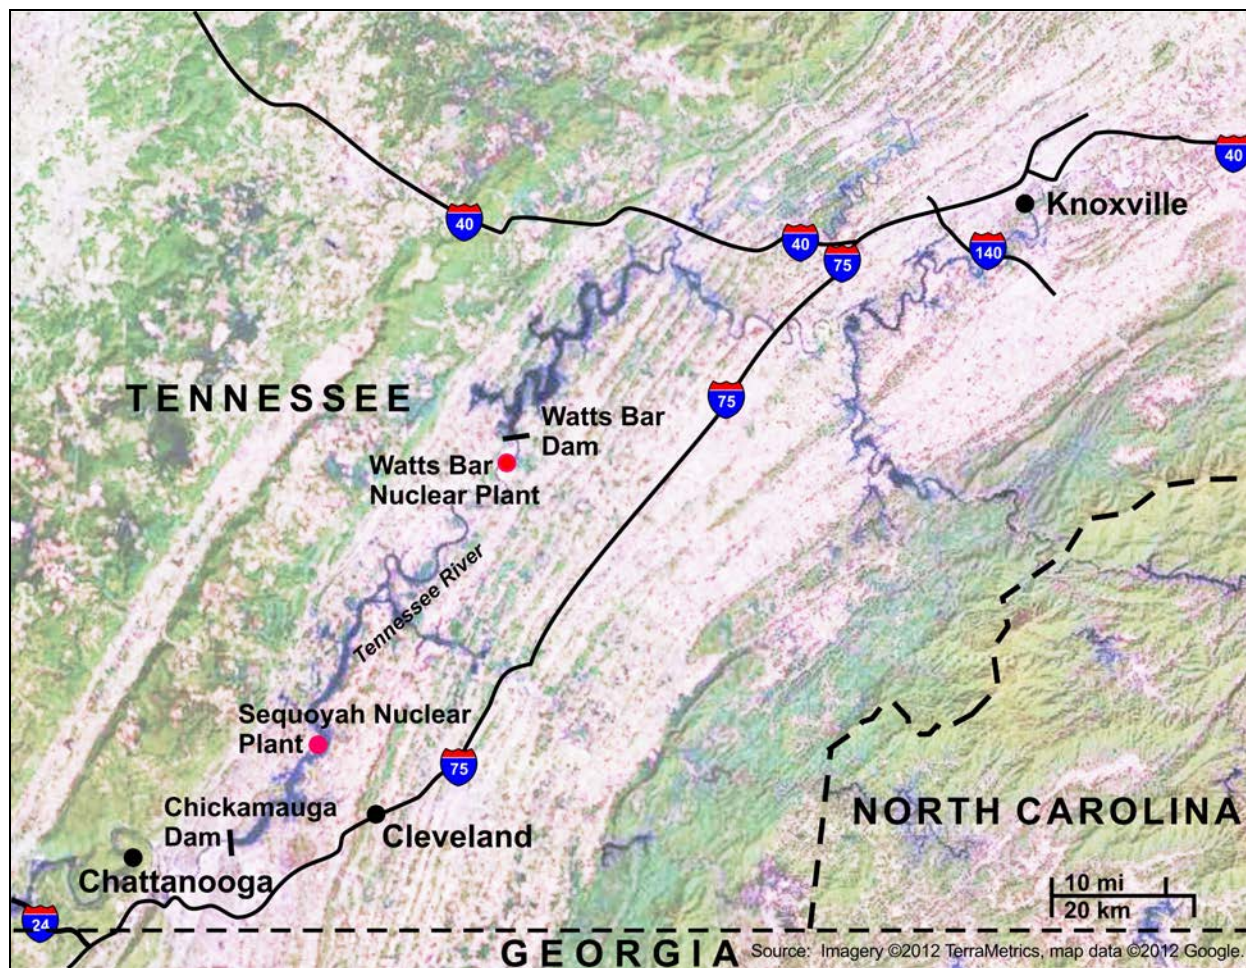 40
Knoxville
40
40
140
75
TENNESSEE
75
Watts Bar
Dam
Watts Bar
Nuclear Plant
Tennessee River
Sequoyah Nuclear
Plant
75
Chickamauga
Dam
Cleveland
NORTH CAROLINA
Chattanooga
10 mi
20 km
24
GEORGIA
Source: Imagery ©2012 TerraMetrics, map data ©2012 Google.